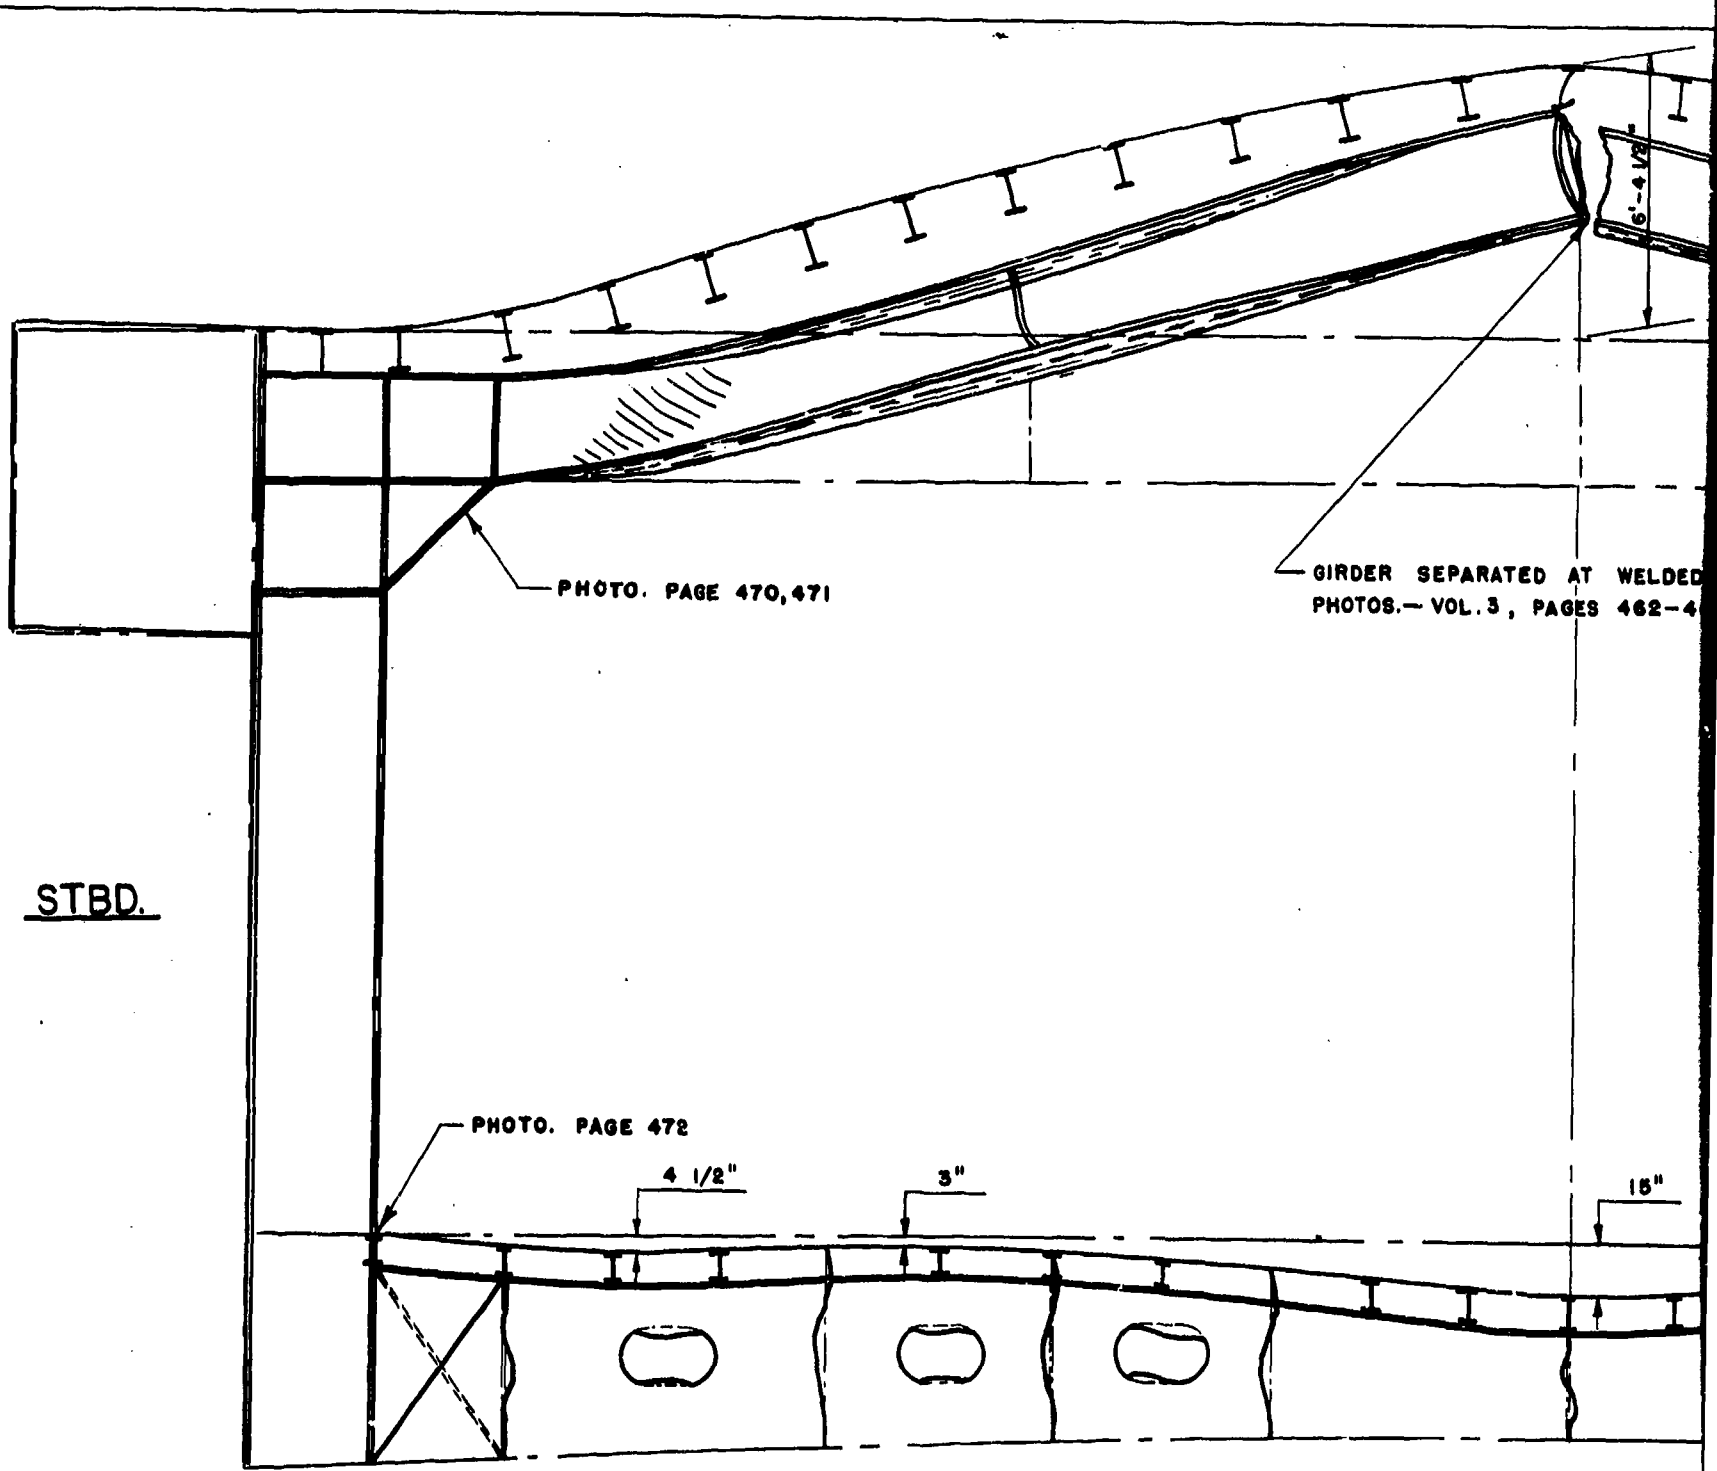 6'-4 1/2"
PHOTO. PAGE 470,471
GIRDER SEPARATED AT WELDED
PHOTOS.— VOL.3, PAGES 462-4
STBD.
PHOTO. PAGE 472
4 1/2"
3"
15"